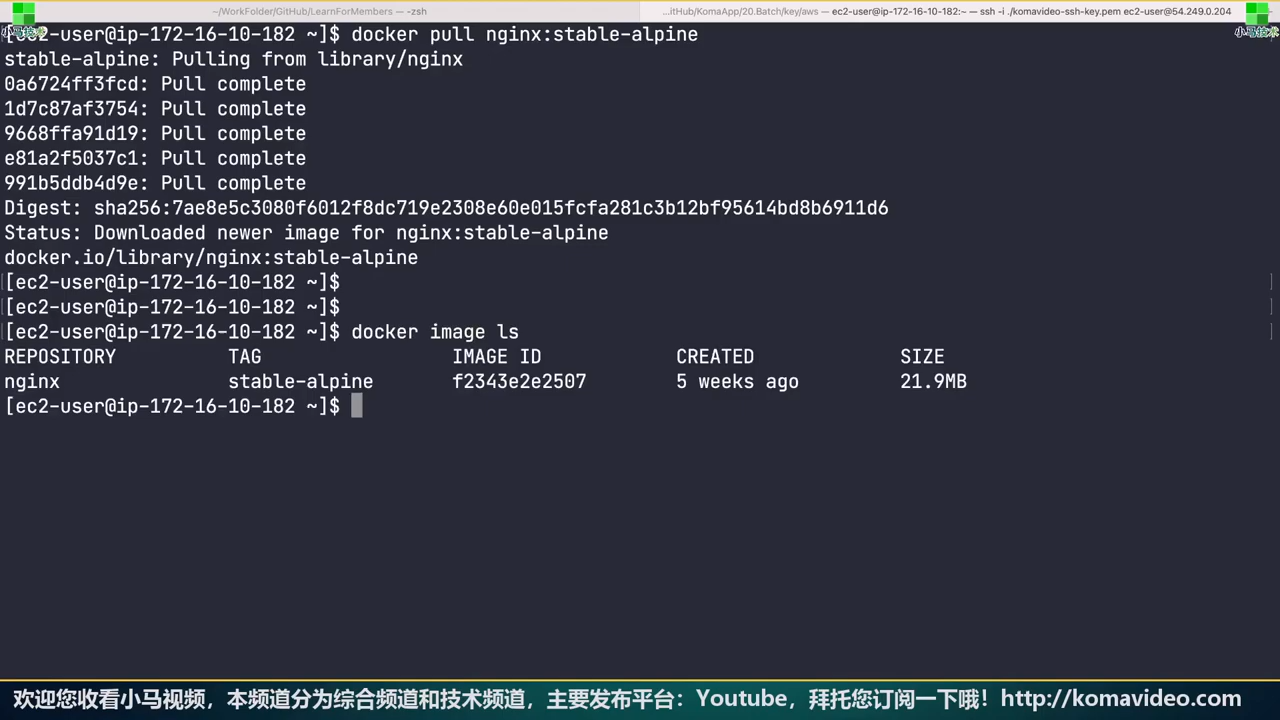 ~/WorkFolder/GitHub/LearnForMembers — -zsh
...itHub/KomaApp/20.Batch/key/aws — ec2-user@ip-172-16-10-182:~ — ssh -i ./komavideo-ssh-key.pem ec2-user@54.249.0.204
小马技术
小马技术
[ec2-user@ip-172-16-10-182 ~]$ docker pull nginx:stable-alpine
stable-alpine: Pulling from library/nginx
0a6724ff3fcd: Pull complete
1d7c87af3754: Pull complete
9668ffa91d19: Pull complete
e81a2f5037c1: Pull complete
991b5ddb4d9e: Pull complete
Digest: sha256:7ae8e5c3080f6012f8dc719e2308e60e015fcfa281c3b12bf95614bd8b6911d6
Status: Downloaded newer image for nginx:stable-alpine
docker.io/library/nginx:stable-alpine
[ec2-user@ip-172-16-10-182 ~]$
[ec2-user@ip-172-16-10-182 ~]$
[ec2-user@ip-172-16-10-182 ~]$ docker image ls
REPOSITORY TAG IMAGE ID CREATED SIZE
nginx stable-alpine f2343e2e2507 5 weeks ago 21.9MB
[ec2-user@ip-172-16-10-182 ~]$
欢迎您收看小马视频，本频道分为综合频道和技术频道，主要发布平台：Youtube，拜托您订阅一下哦！http://komavideo.com